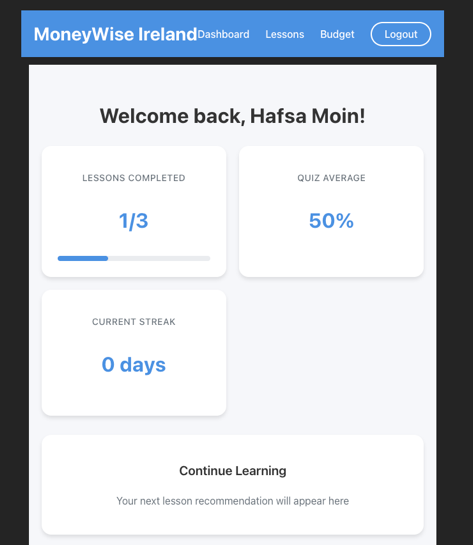 MoneyWise Ireland Dashboard Lessons Budget Logout
Welcome back, Hafsa Moin!
LESSONS COMPLETED
1/3
QUIZ AVERAGE
50%
CURRENT STREAK
0 days
Continue Learning
Your next lesson recommendation will appear here